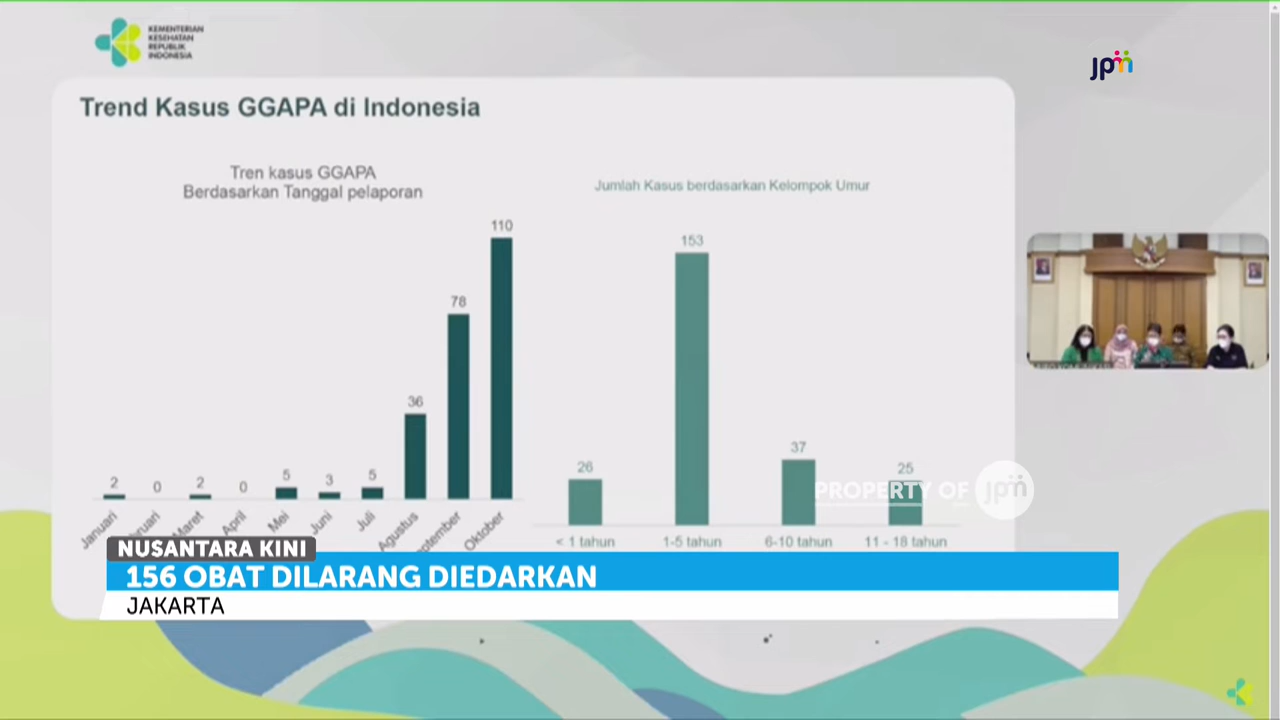 KEMENTERIAN
KESEHATAN
REPUBLIK
INDONESIA
jpnn
Trend Kasus GGAPA di Indonesia
Tren kasus GGAPA
Berdasarkan Tanggal pelaporan
2
0
2
0
5
3
5
36
78
110
Januari
Maret
April
Mei
Juni
Juli
Agustus
Oktober
Jumlah Kasus berdasarkan Kelompok Umur
26
153
37
25
< 1 tahun
1-5 tahun
6-10 tahun
11 - 18 tahun
PROPERTY OF jpnn
NUSANTARA KINI
156 OBAT DILARANG DIEDARKAN
JAKARTA